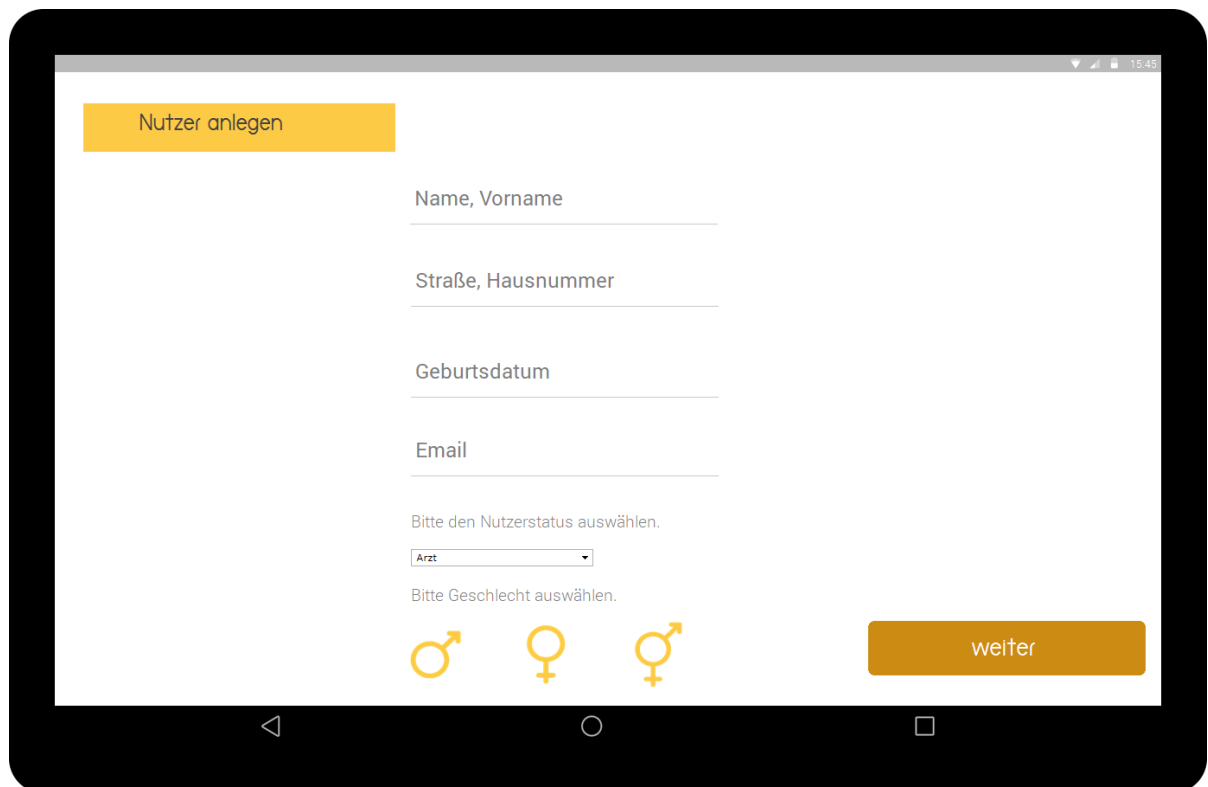 15:45
Nutzer anlegen
Name, Vorname
Straße, Hausnummer
Geburtsdatum
Email
Bitte den Nutzerstatus auswählen.
Arzt
Bitte Geschlecht auswählen.
weiter